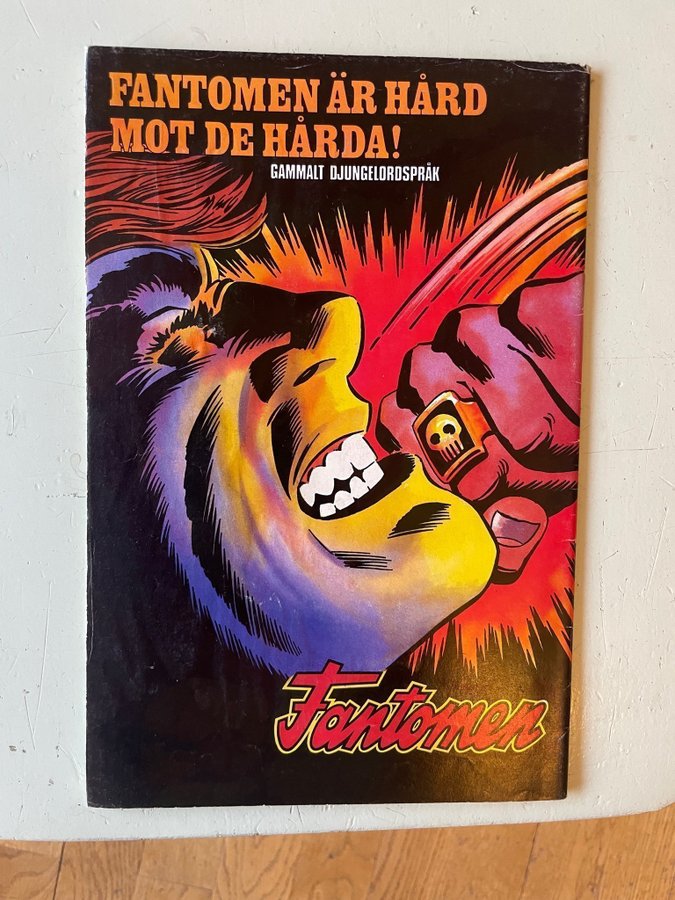 FANTOMEN ÄR HÅRD
MOT DE HÅRDA!
GAMMALT DJUNGELORDSPRÅK
Fantomen